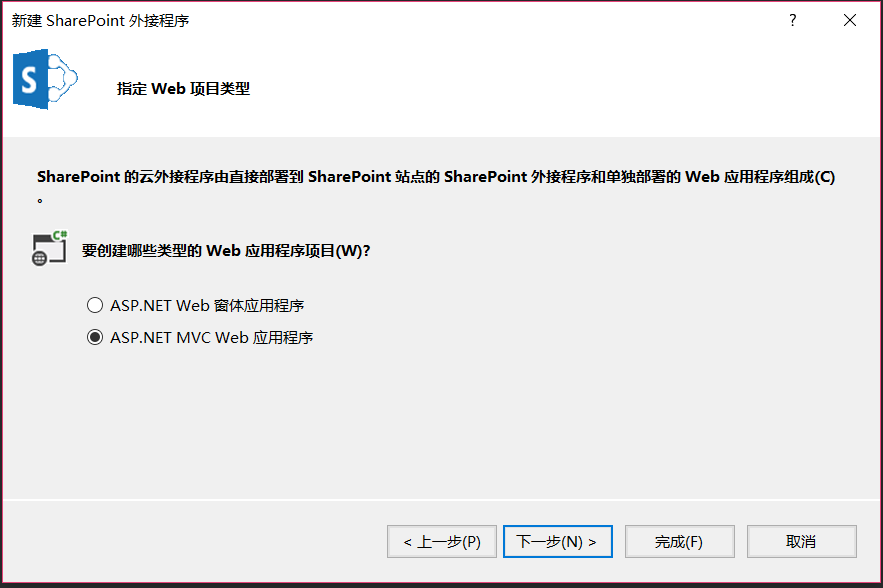 新建 SharePoint 外接程序
?
S
指定 Web 项目类型
SharePoint 的云外接程序由直接部署到 SharePoint 站点的 SharePoint 外接程序和单独部署的 Web 应用程序组成(C)
。
C#
要创建哪些类型的 Web 应用程序项目(W)?
ASP.NET Web 窗体应用程序
ASP.NET MVC Web 应用程序
< 上一步(P)
下一步(N) >
完成(F)
取消